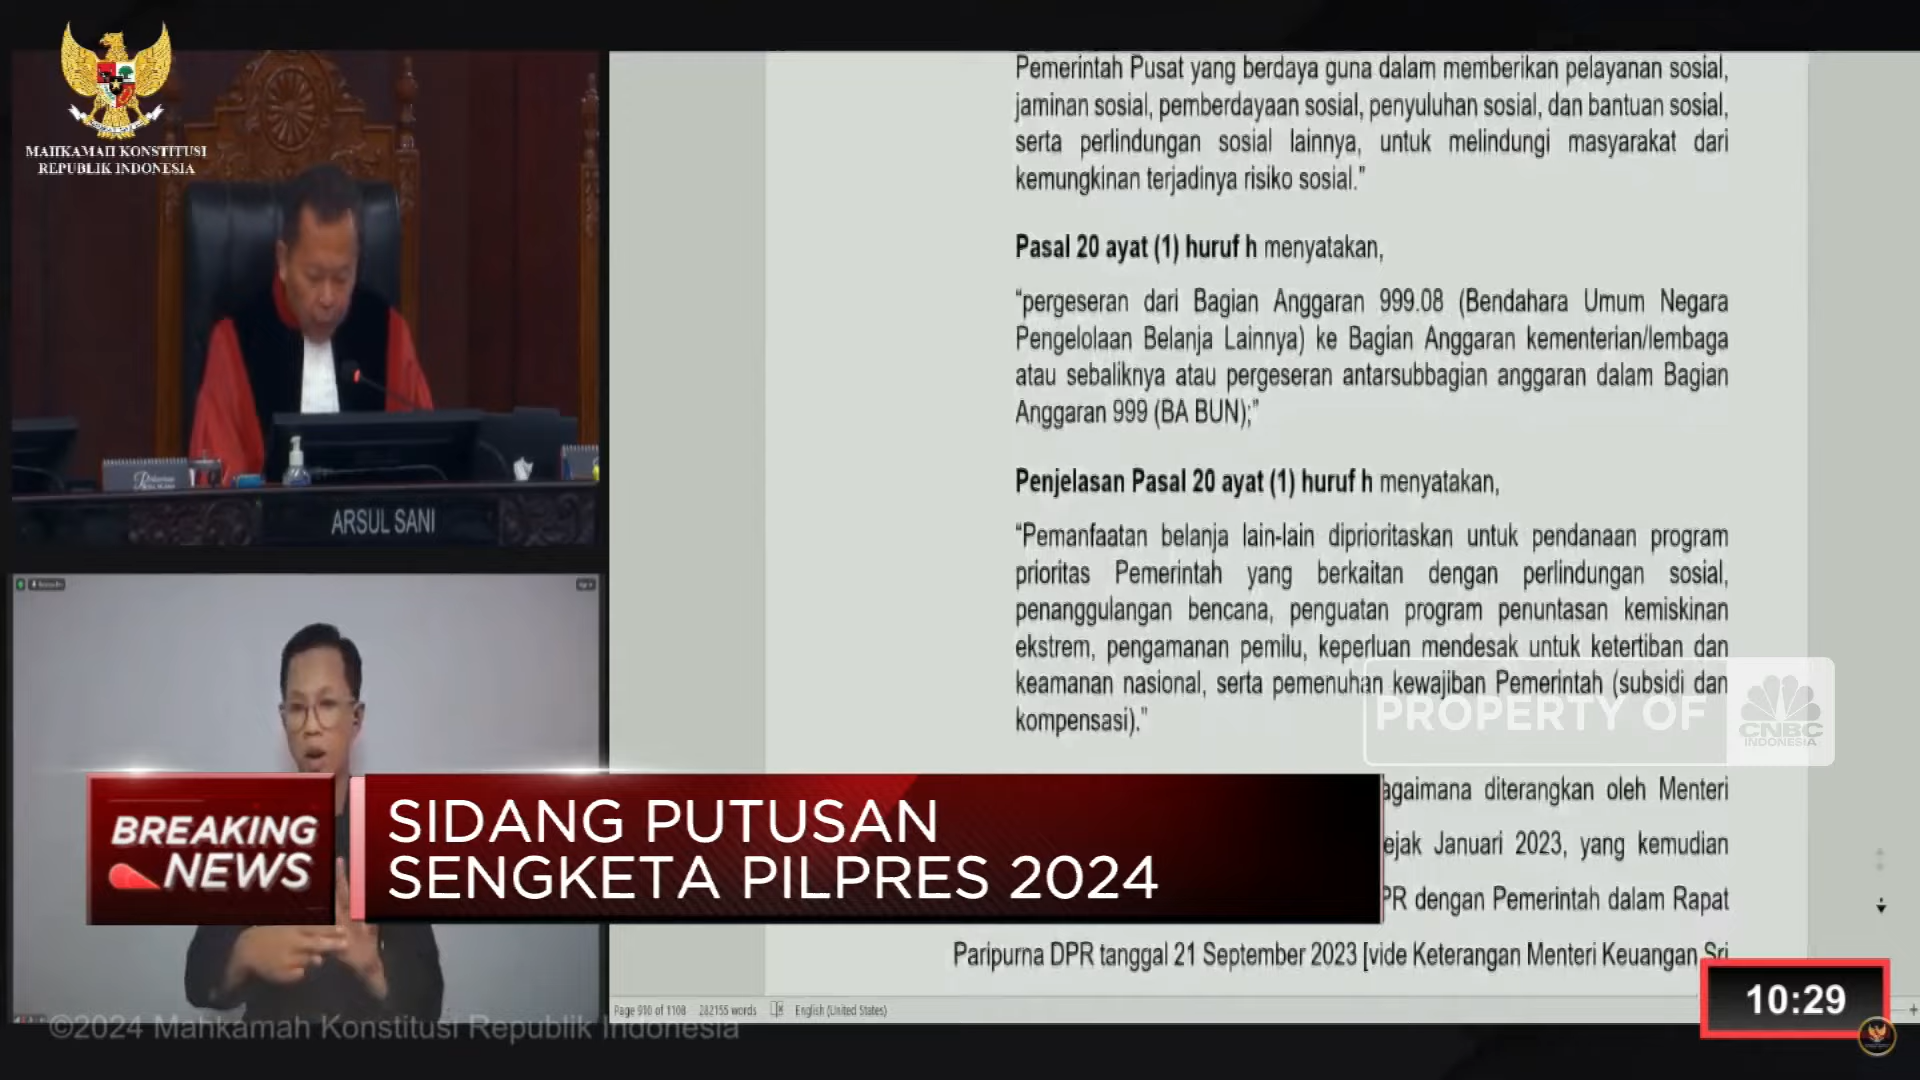 MAHKAMAH KONSTITUSI
REPUBLIK INDONESIA
ARSUL SANI
Pemerintah Pusat yang berdaya guna dalam memberikan pelayanan sosial,
jaminan sosial, pemberdayaan sosial, penyuluhan sosial, dan bantuan sosial,
serta perlindungan sosial lainnya, untuk melindungi masyarakat dari
kemungkinan terjadinya risiko sosial.”
Pasal 20 ayat (1) huruf h menyatakan,
“pergeseran dari Bagian Anggaran 999.08 (Bendahara Umum Negara
Pengelolaan Belanja Lainnya) ke Bagian Anggaran kementerian/lembaga
atau sebaliknya atau pergeseran antarsubbagian anggaran dalam Bagian
Anggaran 999 (BA BUN);”
Penjelasan Pasal 20 ayat (1) huruf h menyatakan,
“Pemanfaatan belanja lain-lain diprioritaskan untuk pendanaan program
prioritas Pemerintah yang berkaitan dengan perlindungan sosial,
penanggulangan bencana, penguatan program penuntasan kemiskinan
ekstrem, pengamanan pemilu, keperluan mendesak untuk ketertiban dan
keamanan nasional, serta pemenuhan kewajiban Pemerintah (subsidi dan
kompensasi).”
PROPERTY OF
CNBC
INDONESIA
agaimana diterangkan oleh Menteri
ejak Januari 2023, yang kemudian
PR dengan Pemerintah dalam Rapat
Paripurna DPR tanggal 21 September 2023 [vide Keterangan Menteri Keuangan Sri
BREAKING
NEWS
SIDANG PUTUSAN
SENGKETA PILPRES 2024
Page 910 of 1108 282155 words English (United States)
©2024 Mahkamah Konstitusi Republik Indonesia
10:29